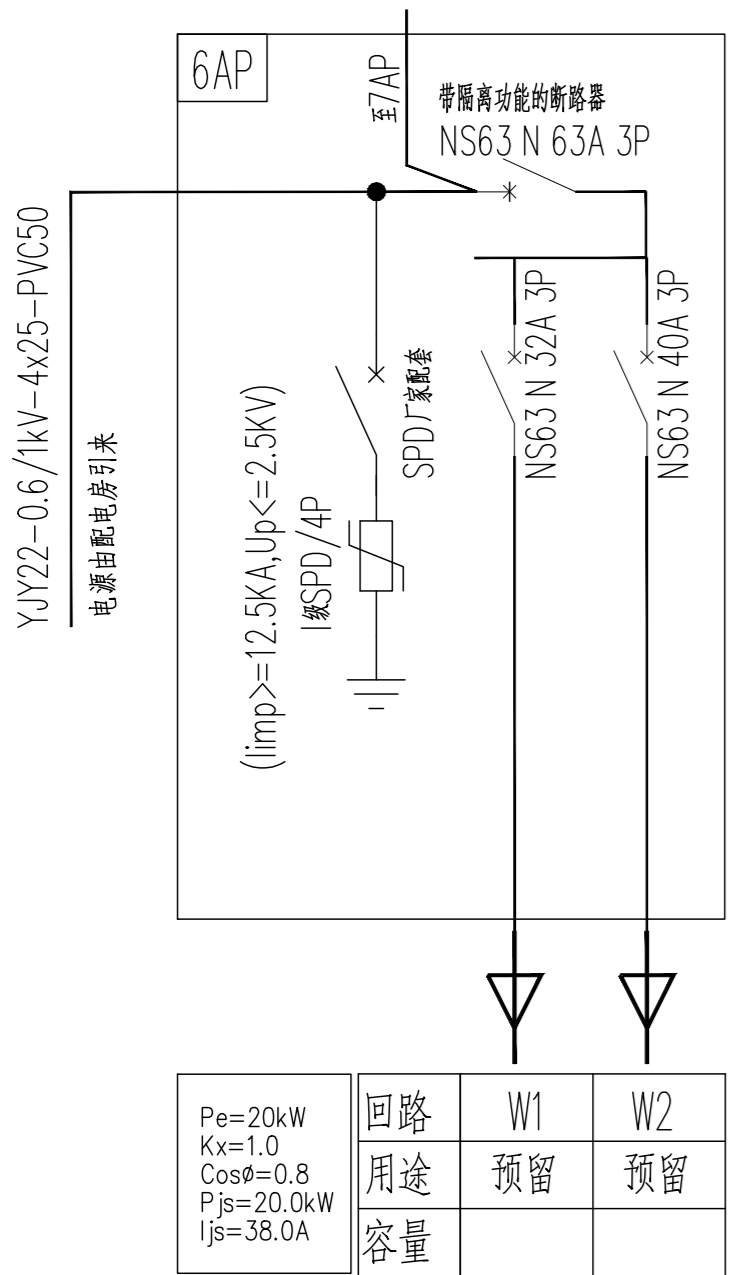 6AP
至7AP
带隔离功能的断路器
NS63 N 63A 3P
YJY22-0.6/1kV-4x25-PVC50
电源由配电房引来
(Iimp>=12.5KA,Up<=2.5KV)
I级SPD/4P
SPD厂家配套
NS63 N 32A 3P
NS63 N 40A 3P
Pe=20kW
Kx=1.0
Cosø=0.8
Pjs=20.0kW
Ijs=38.0A
回路 W1 W2
用途 预留 预留
容量